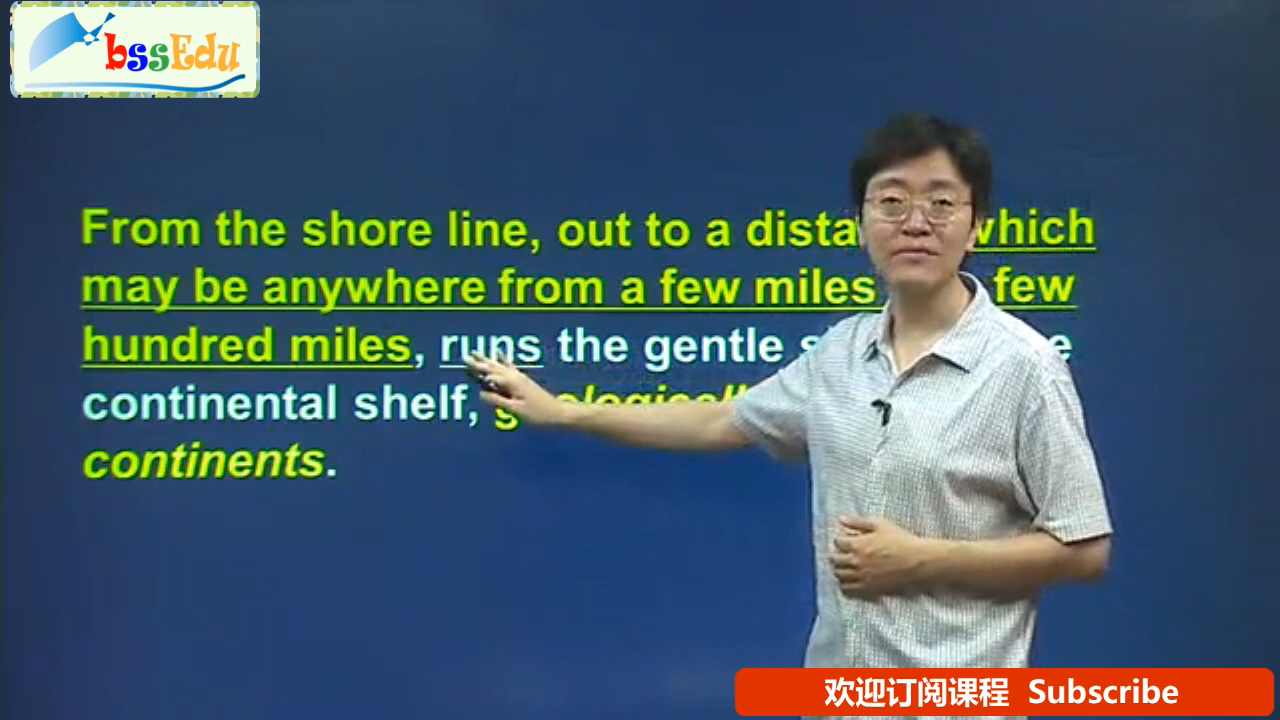 bssEdu
From the shore line, out to a which
may be anywhere from a few miles few
hundred miles, runs the gentle
continental shelf,
continents.
欢迎订阅课程 Subscribe